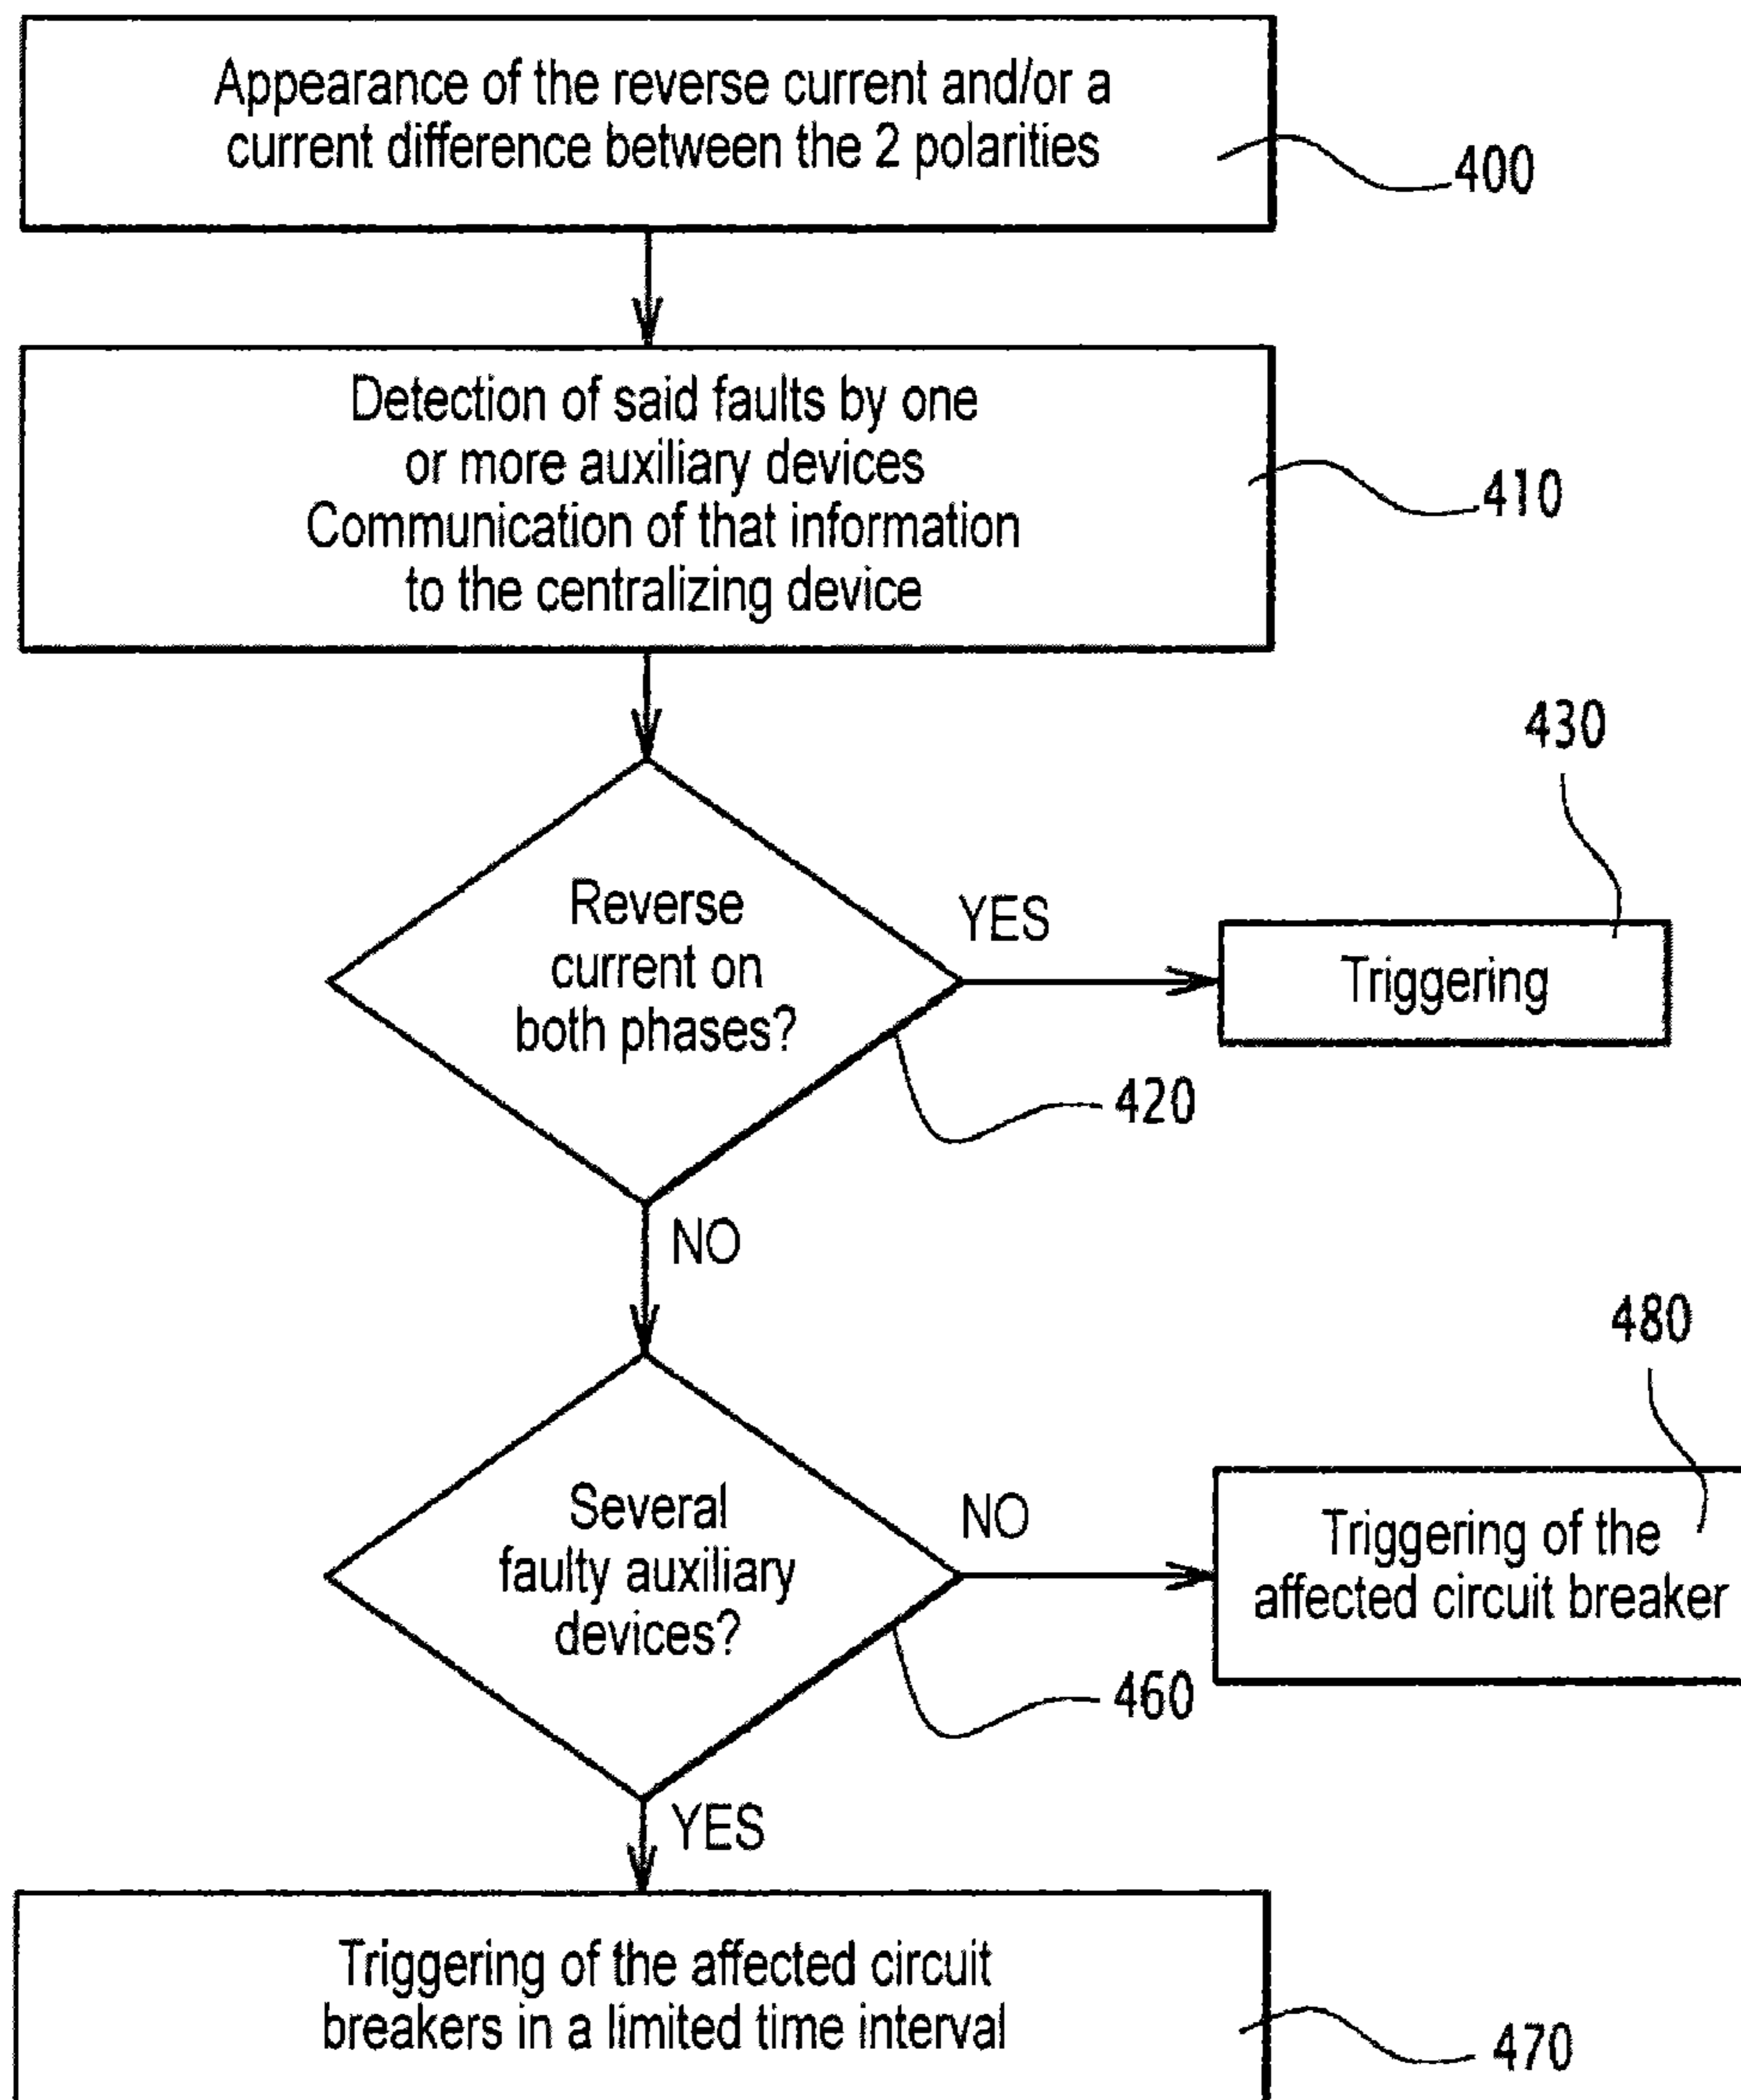 Appearance of the reverse current and/or a
current difference between the 2 polarities
400
Detection of said faults by one
or more auxiliary devices
Communication of that information
to the centralizing device
410
430
Reverse
current on
both phases?
YES
Triggering
420
NO
480
Several
faulty auxiliary
devices?
NO
Triggering of the
affected circuit breaker
460
YES
Triggering of the affected circuit
breakers in a limited time interval
470